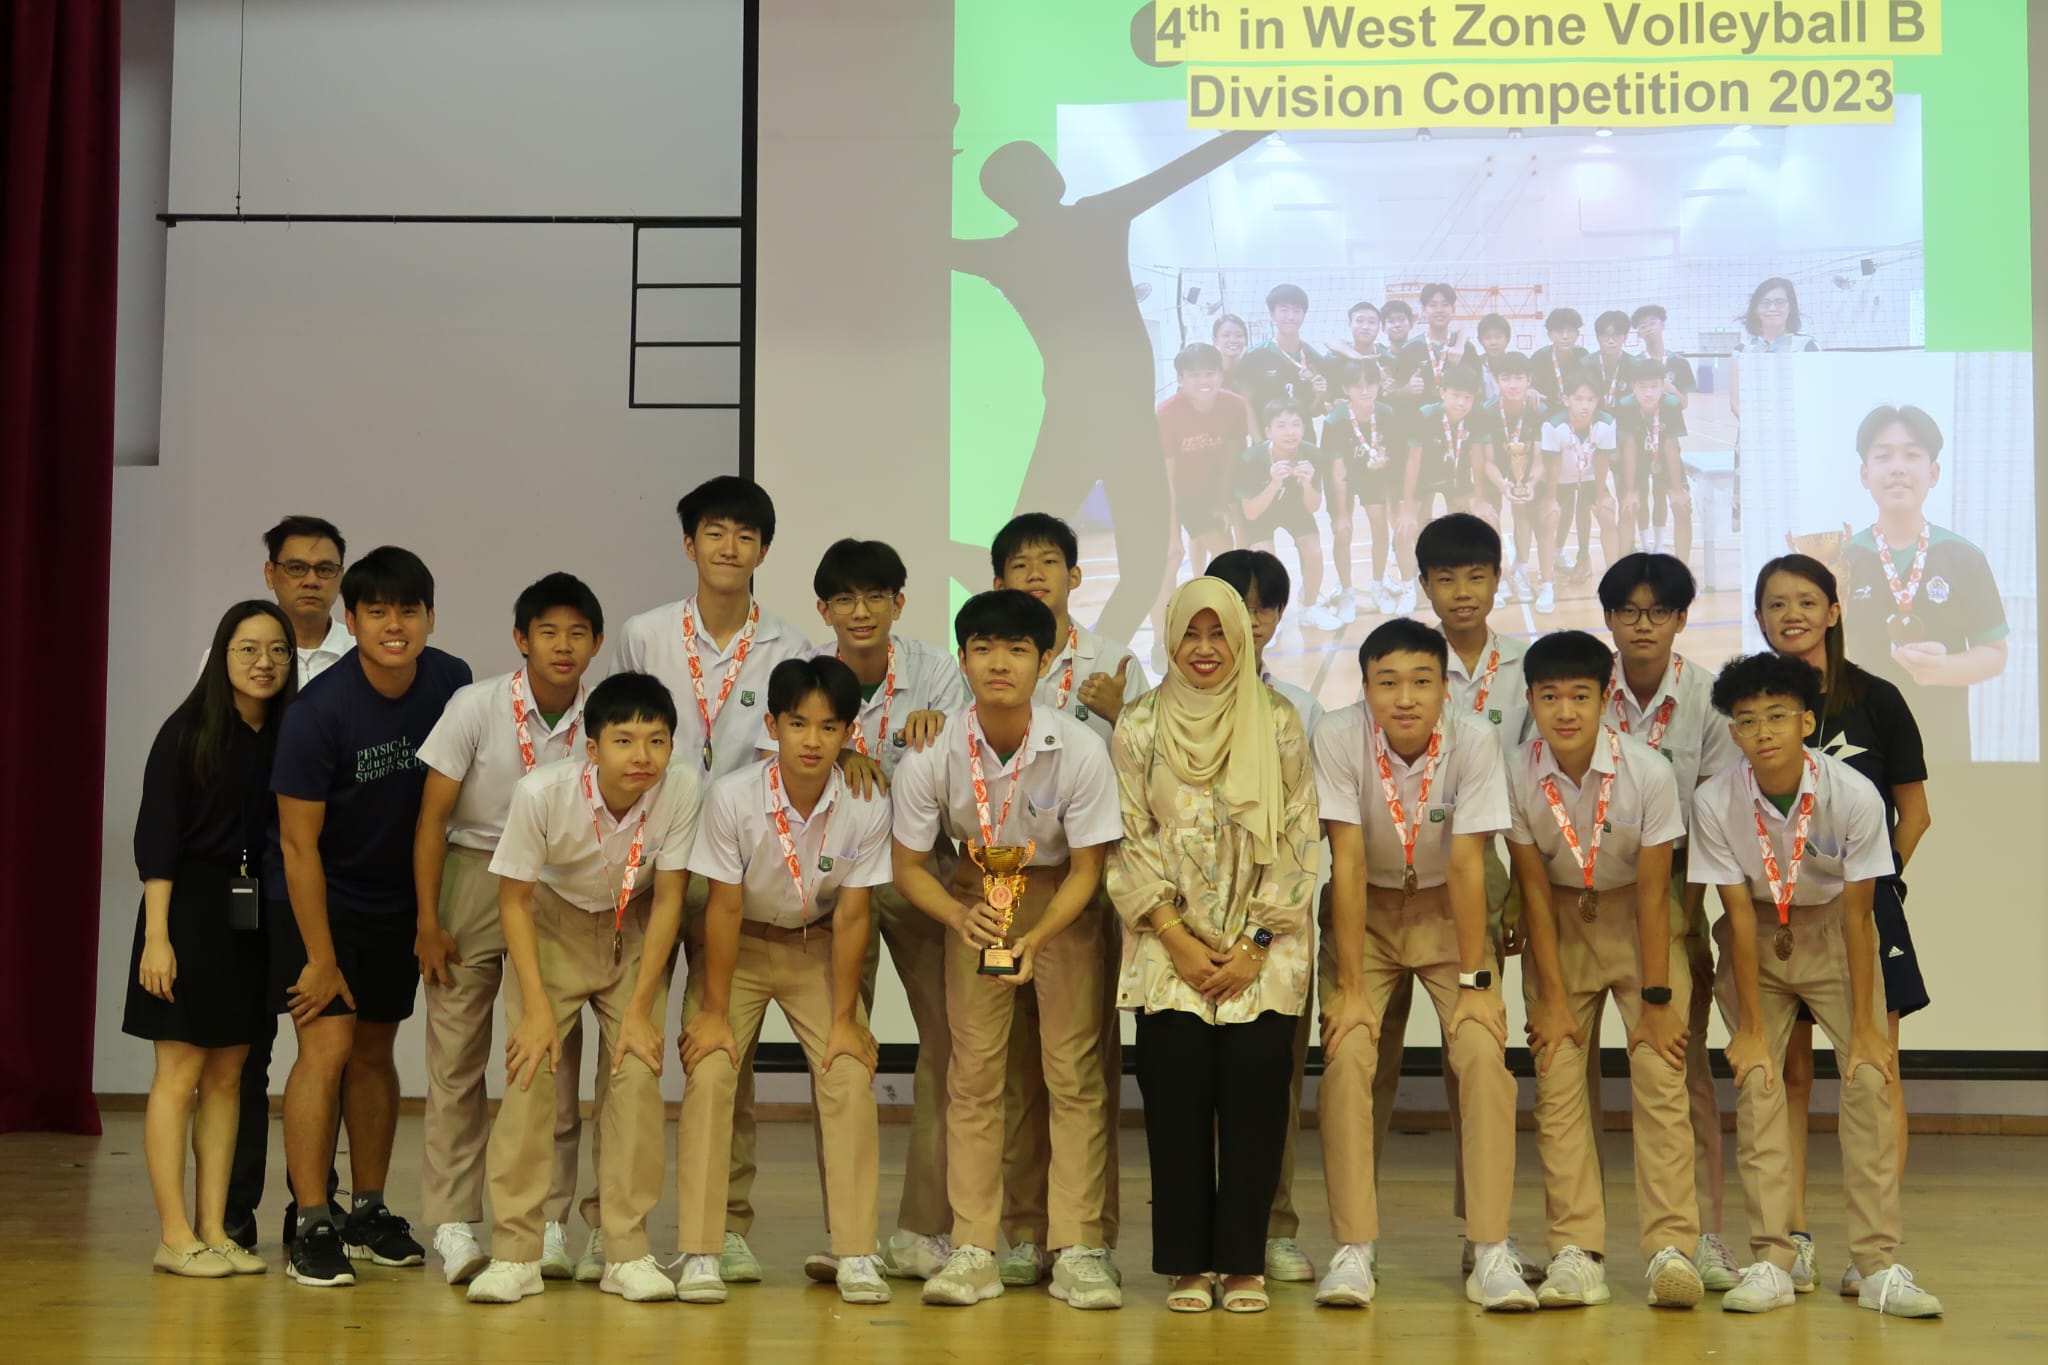 4th in West Zone Volleyball B
Division Competition 2023
PHYSICAL
Education
SPORTS SCI